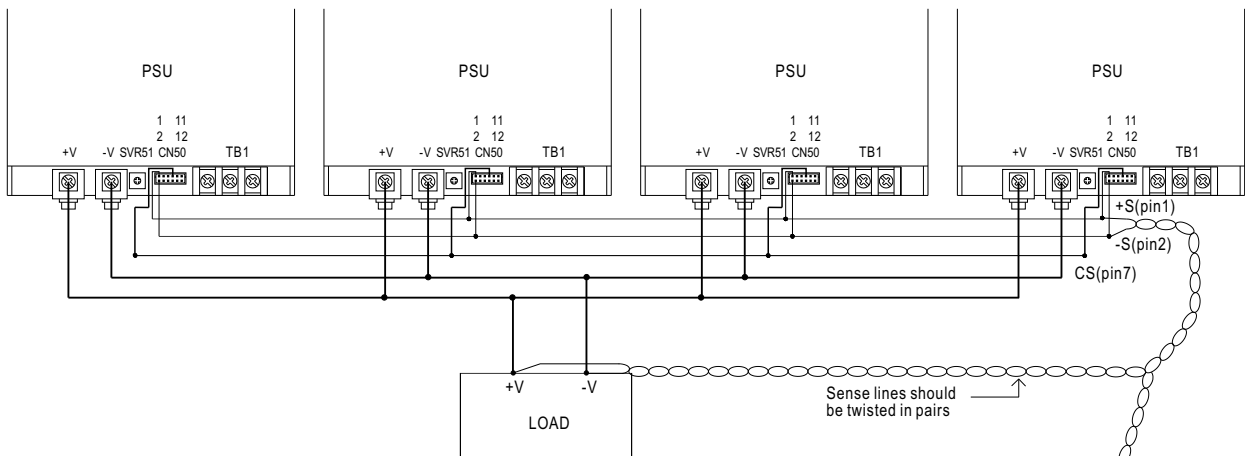 PSU PSU PSU PSU
1 11 1 11 1 11 1 11
2 12 2 12 2 12 2 12
+V -V SVR51 CN50 TB1 +V -V SVR51 CN50 TB1 +V -V SVR51 CN50 TB1 +V -V SVR51 CN50 TB1
+S(pin1)
-S(pin2)
CS(pin7)
+V -V
Sense lines should
be twisted in pairs
LOAD